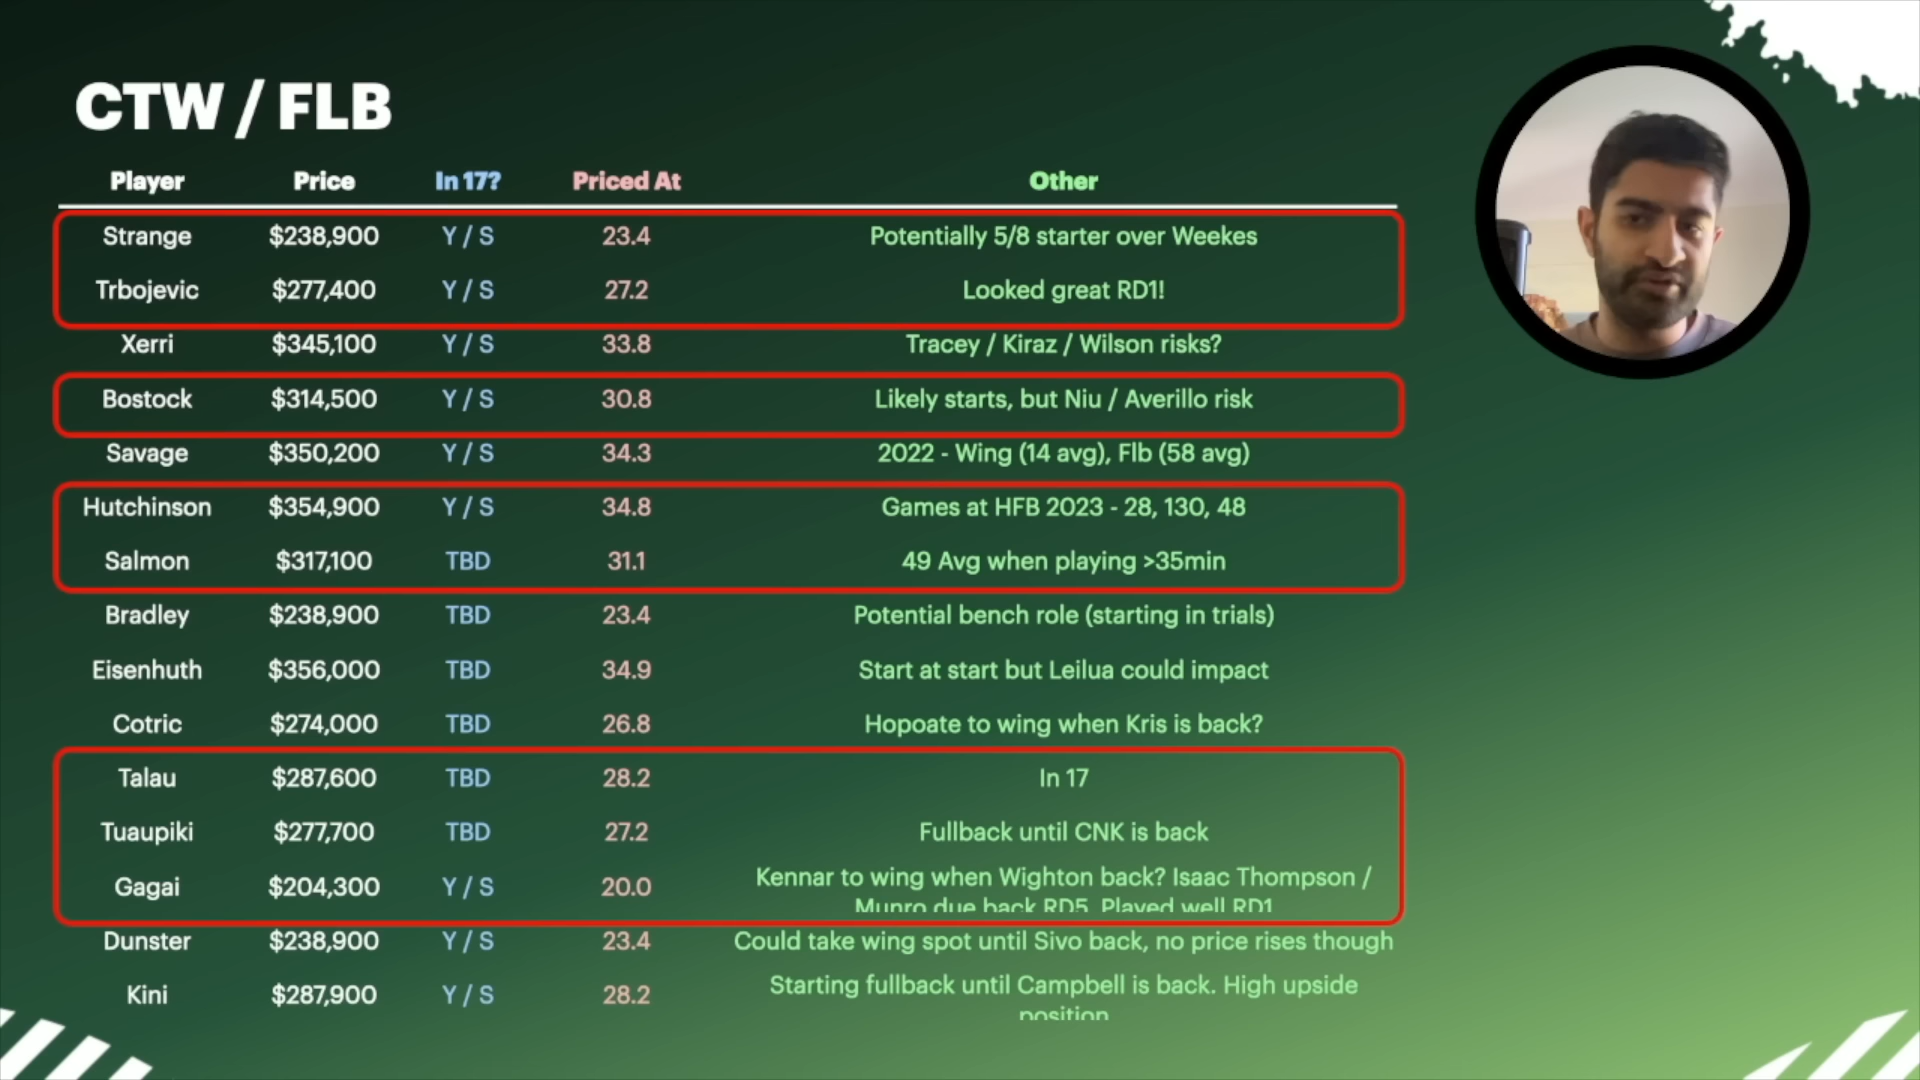 CTW / FLB
Player Price In 17? Priced At Other
Strange $238,900 Y / S 23.4 Potentially 5/8 starter over Weekes
Trbojevic $277,400 Y / S 27.2 Looked great RD1!
Xerri $345,100 Y / S 33.8 Tracey / Kiraz / Wilson risks?
Bostock $314,500 Y / S 30.8 Likely starts, but Niu / Averillo risk
Savage $350,200 Y / S 34.3 2022 - Wing (14 avg), Flb (58 avg)
Hutchinson $354,900 Y / S 34.8 Games at HFB 2023 - 28, 130, 48
Salmon $317,100 TBD 31.1 49 Avg when playing >35min
Bradley $238,900 TBD 23.4 Potential bench role (starting in trials)
Eisenhuth $356,000 TBD 34.9 Start at start but Leilua could impact
Cotric $274,000 TBD 26.8 Hopoate to wing when Kris is back?
Talau $287,600 TBD 28.2 In 17
Tuaupiki $277,700 TBD 27.2 Fullback until CNK is back
Gagai $204,300 Y / S 20.0 Kennar to wing when Wighton back? Isaac Thompson /
Munro due back RD5. Played well RD1
Dunster $238,900 Y / S 23.4 Could take wing spot until Sivo back, no price rises though
Kini $287,900 Y / S 28.2 Starting fullback until Campbell is back. High upside
position